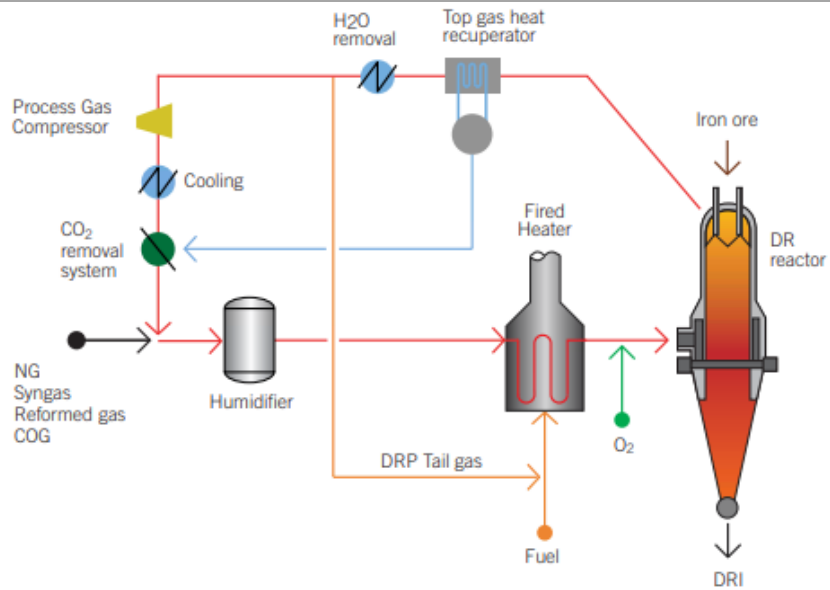 H2O
removal
Top gas heat
recuperator
Process Gas
Compressor
Iron ore
Cooling
CO2
removal
system
Fired
Heater
DR
reactor
NG
Syngas
Reformed gas
COG
Humidifier
O2
DRP Tail gas
Fuel
DRI